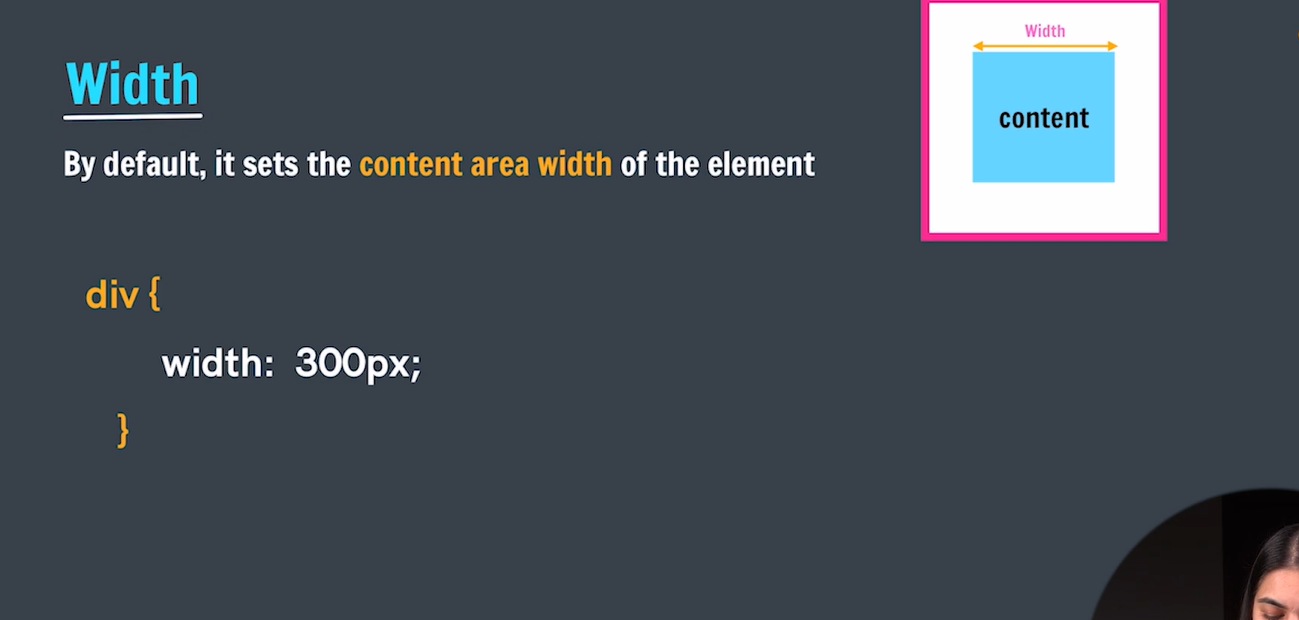 Width
By default, it sets the content area width of the element
Width
content
div {
width: 300px;
}